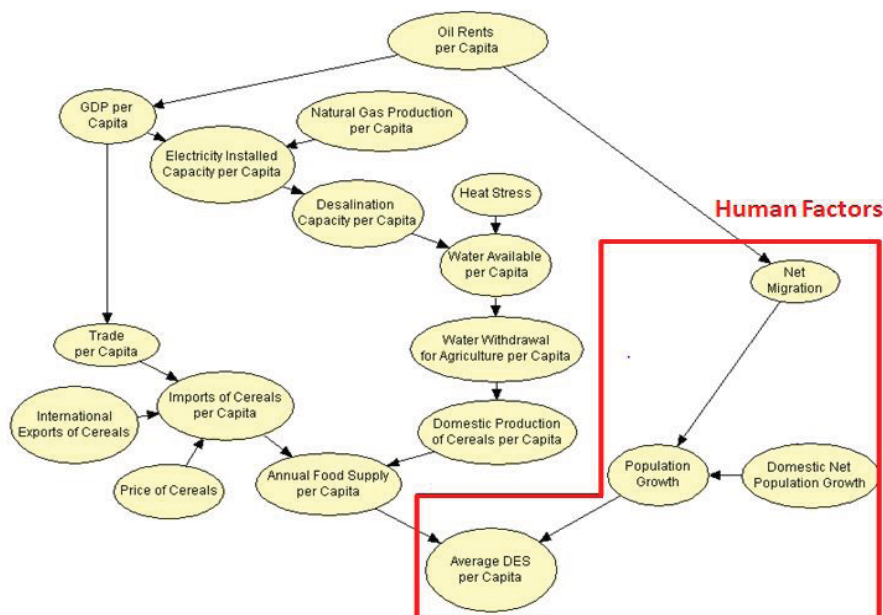 Oil Rents
per Capita
GDP per
Capita
Natural Gas Production
per Capita
Electricity Installed
Capacity per Capita
Desalination
Capacity per Capita
Heat Stress
Human Factors
Water Available
per Capita
Net
Migration
Trade
per Capita
Water Withdrawal
for Agriculture per Capita
Imports of Cereals
per Capita
International
Exports of Cereals
Domestic Production
of Cereals per Capita
Price of Cereals
Annual Food Supply
per Capita
Population
Growth
Domestic Net
Population Growth
Average DES
per Capita